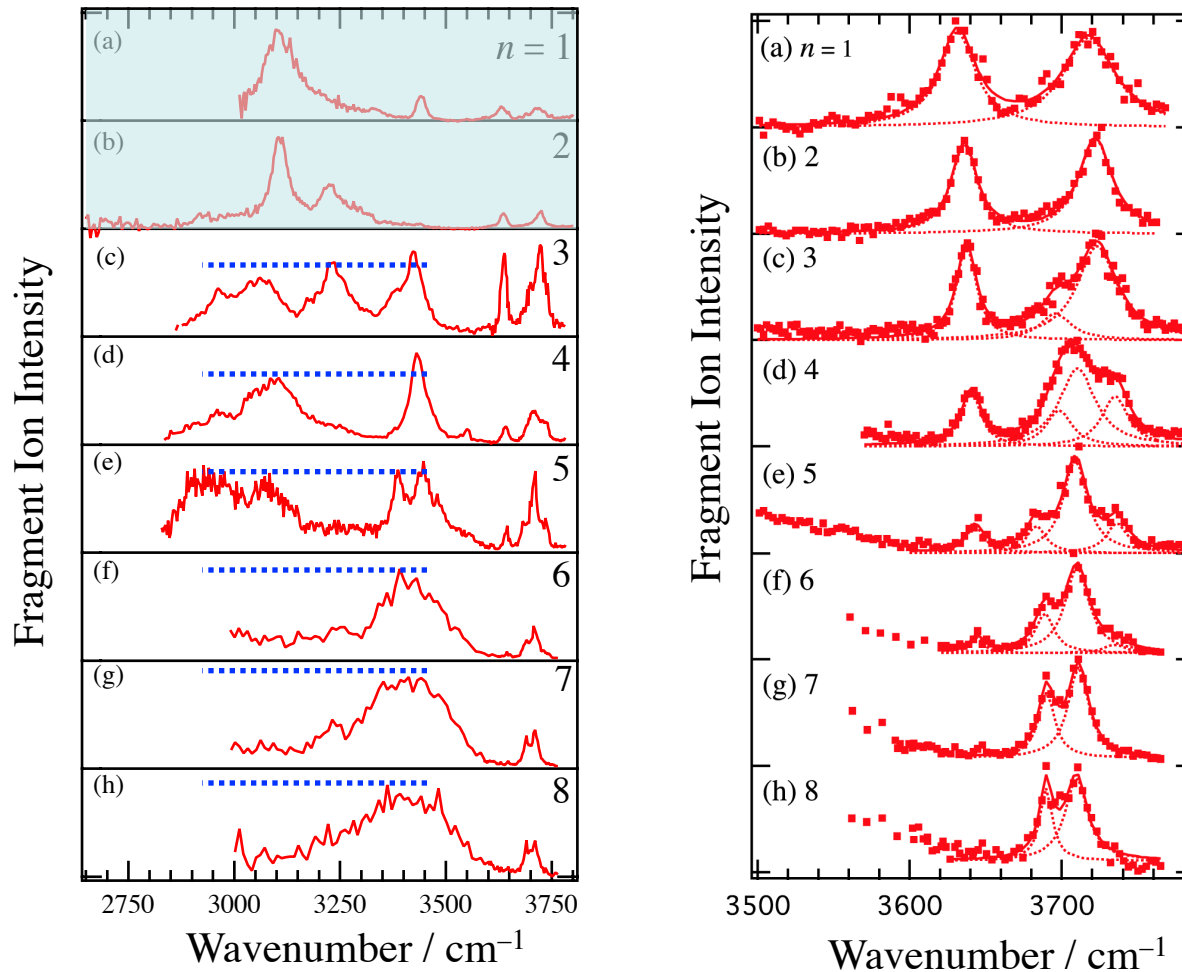 Fragment Ion Intensity
(a)
n = 1
(b)
2
(c)
3
(d)
4
(e)
5
(f)
6
(g)
7
(h)
8
2750 3000 3250 3500 3750
Wavenumber / cm⁻¹
Fragment Ion Intensity
(a) n = 1
(b) 2
(c) 3
(d) 4
(e) 5
(f) 6
(g) 7
(h) 8
3500 3600 3700
Wavenumber / cm⁻¹